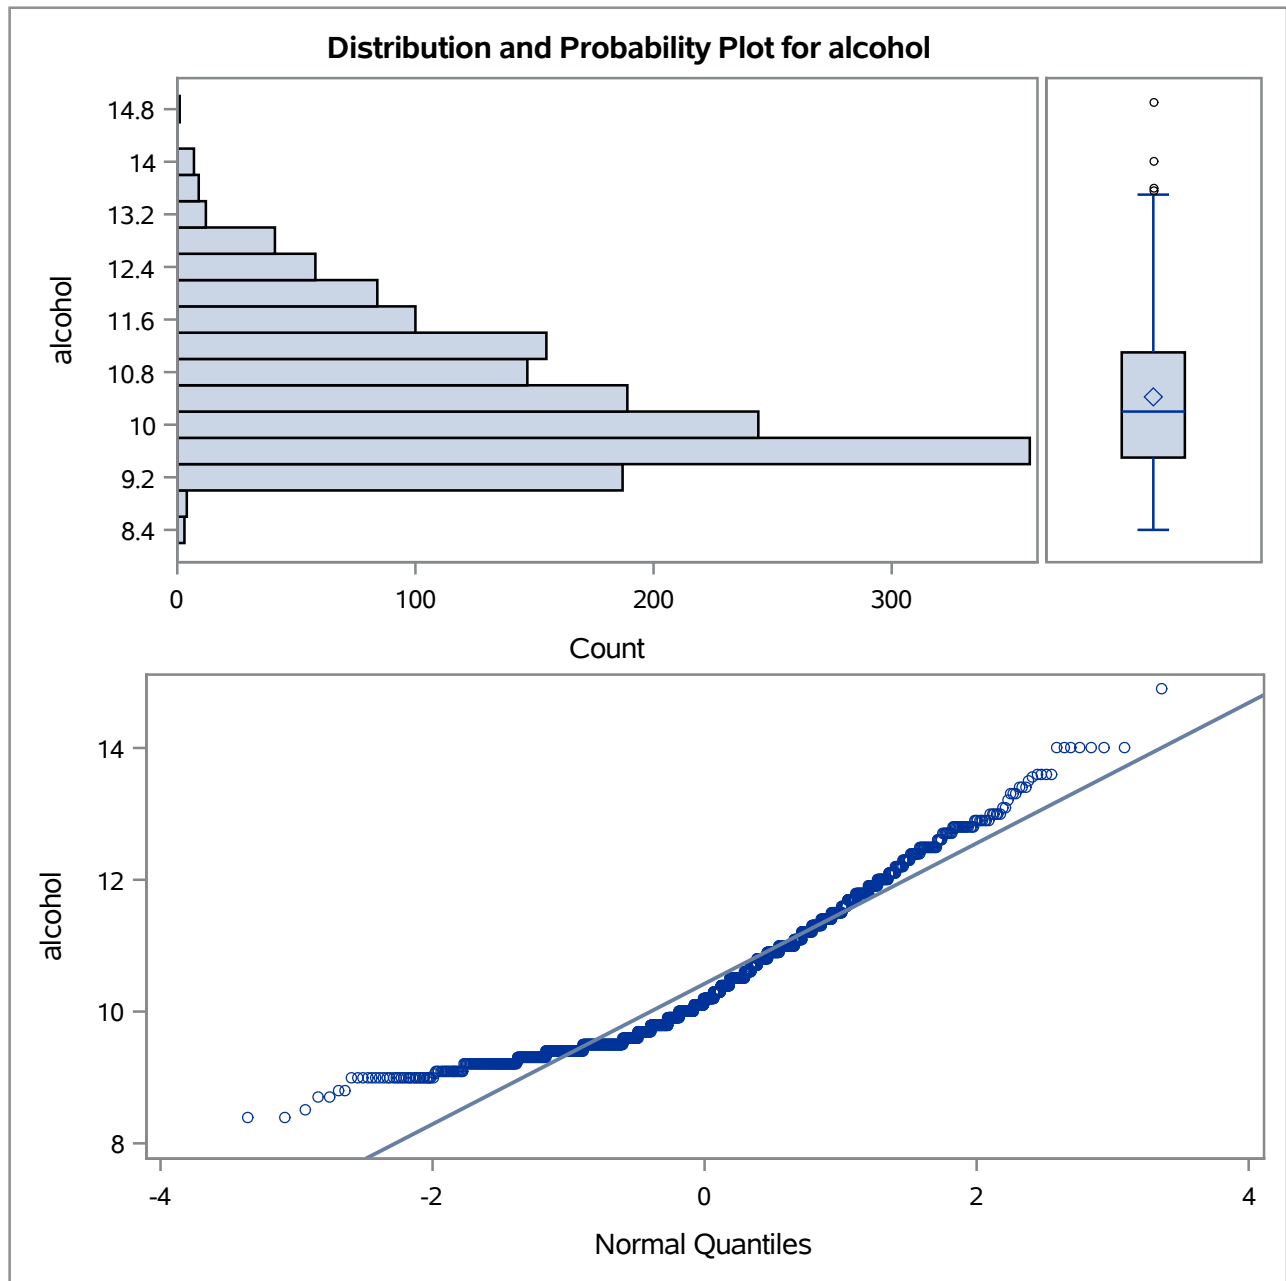 Distribution and Probability Plot for alcohol
14.8
14
13.2
12.4
11.6
10.8
10
9.2
8.4
alcohol
0 100 200 300
Count
14
12
10
8
alcohol
-4 -2 0 2 4
Normal Quantiles